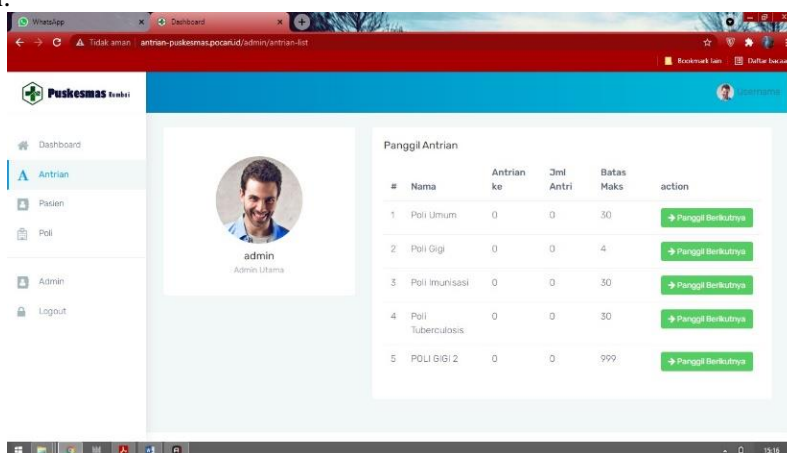 WhatsApp
Dashboard
Tidak aman
antrian-puskesmas.pocari.id/admin/antrian-list
Bookmark lain
Daftar bacaan
Puskesmas Rumbai
Username
Dashboard
Antrian
Pasien
Poli
Admin
Logout
admin
Admin Utama
Panggil Antrian
# Nama Antrian ke Jml Antri Batas Maks action
1 Poli Umum 0 0 30 Panggil Berikutnya
2 Poli Gigi 0 0 4 Panggil Berikutnya
3 Poli Imunisasi 0 0 30 Panggil Berikutnya
4 Poli Tuberculosis 0 0 30 Panggil Berikutnya
5 POLI GIGI 2 0 0 999 Panggil Berikutnya
15:16